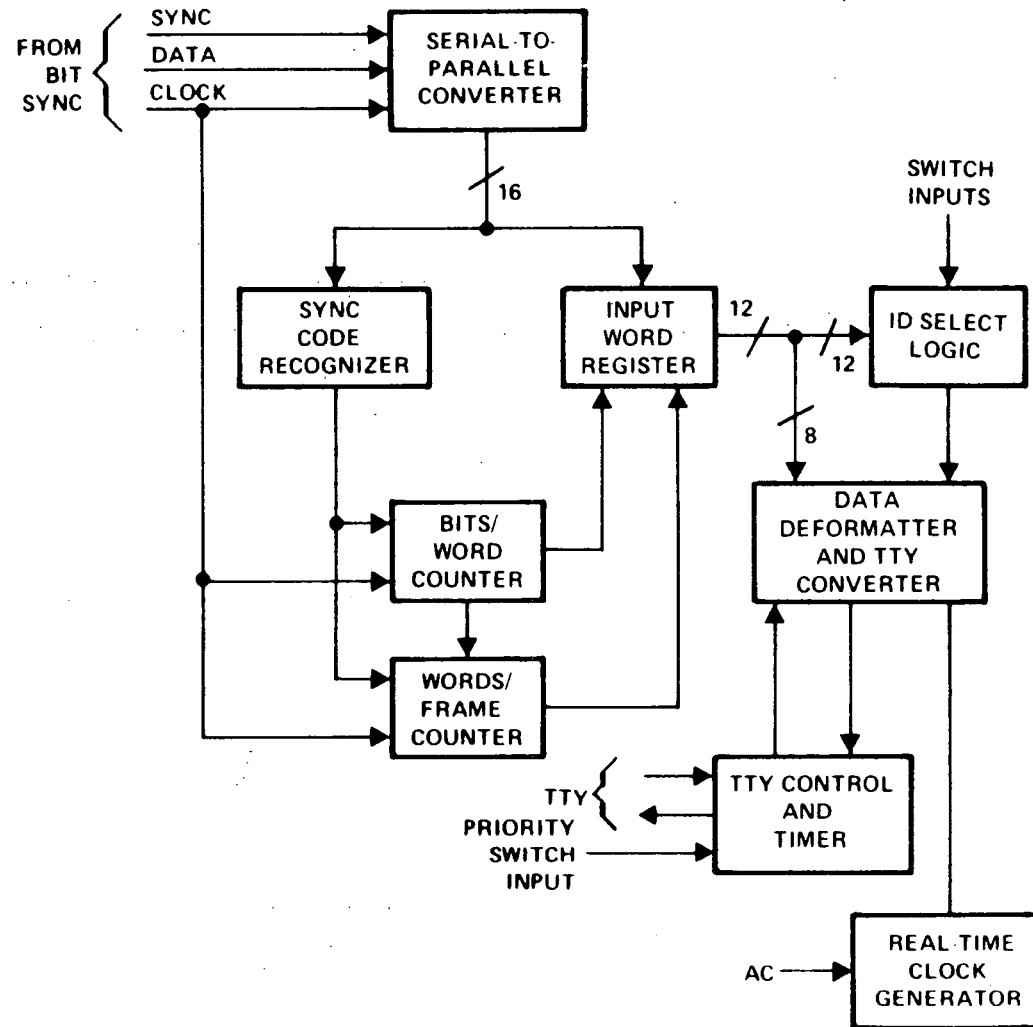 SYNC
FROM
BIT
SYNC
DATA
CLOCK
SERIAL-TO-
PARALLEL
CONVERTER
16
SWITCH
INPUTS
SYNC
CODE
RECOGNIZER
INPUT
WORD
REGISTER
12
12
8
ID SELECT
LOGIC
BITS/
WORD
COUNTER
DATA
DEFORMATTER
AND TTY
CONVERTER
WORDS/
FRAME
COUNTER
TTY
PRIORITY
SWITCH
INPUT
TTY CONTROL
AND
TIMER
AC
REAL-TIME
CLOCK
GENERATOR